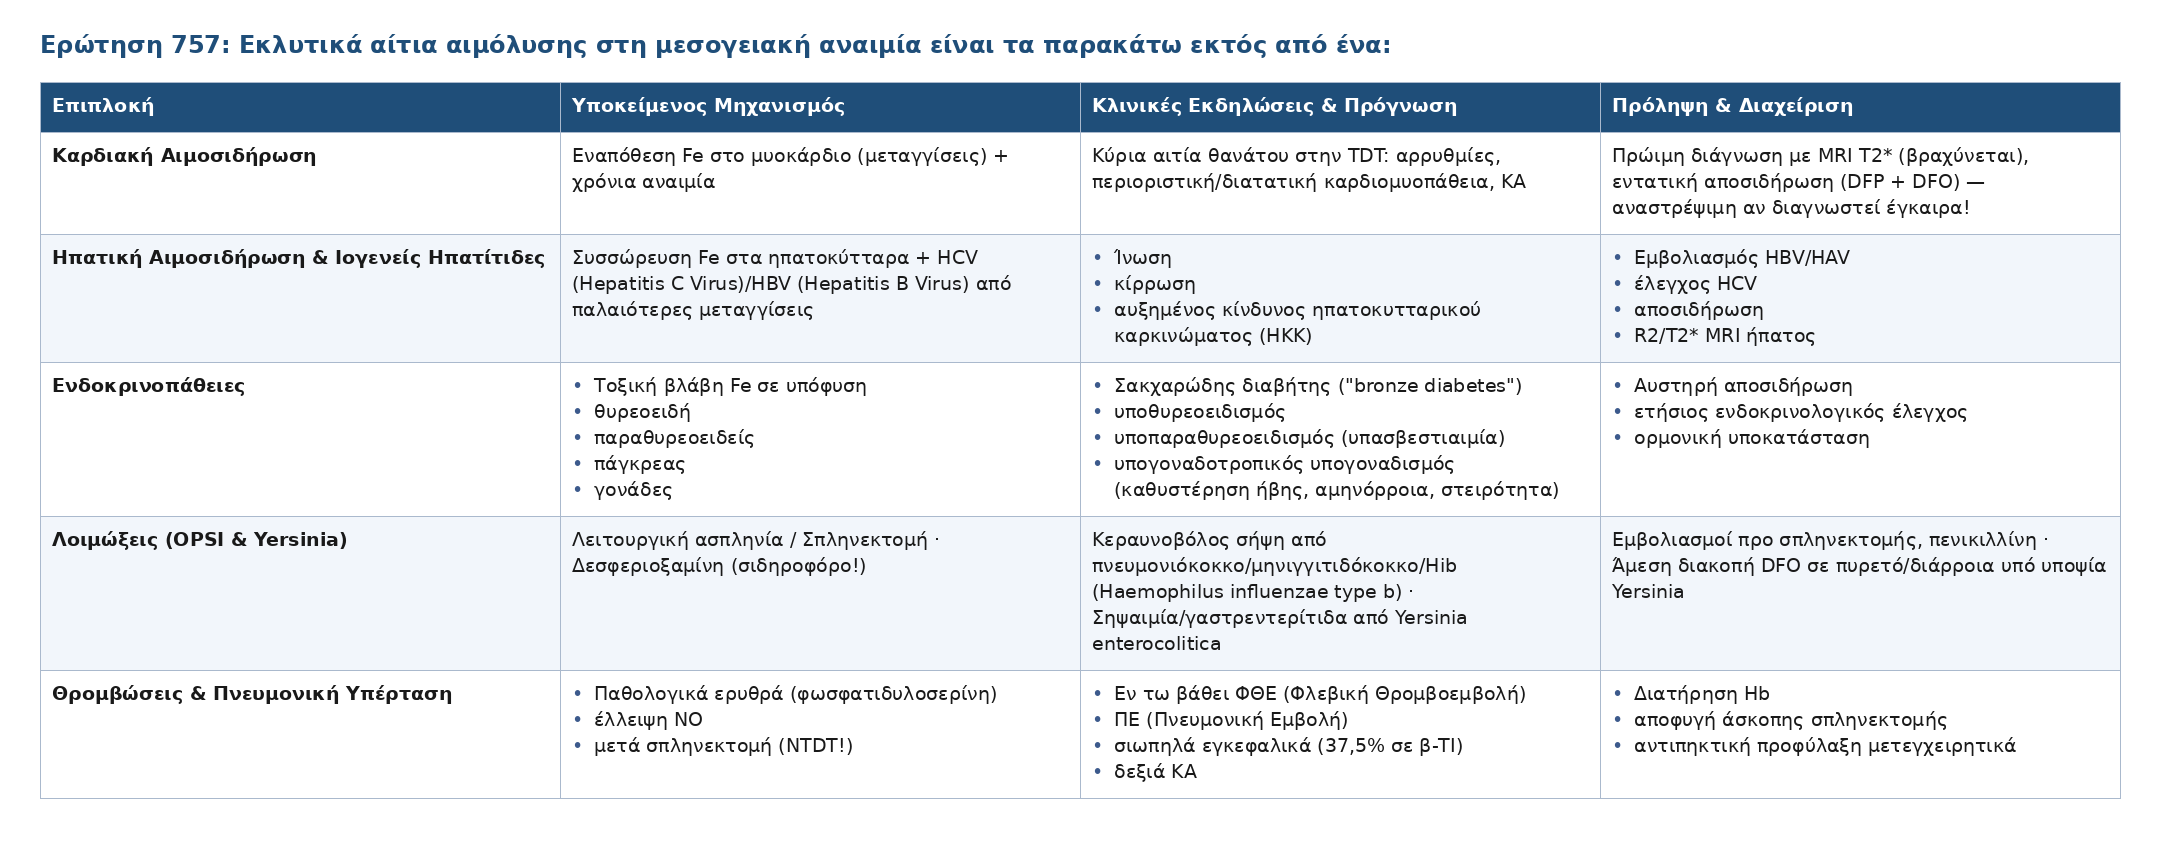 Ερώτηση 757: Εκλυτικά αίτια αιμόλυσης στη μεσογειακή αναιμία είναι τα παρακάτω εκτός από ένα:
Επιπλοκή
Υποκείμενος Μηχανισμός
Κλινικές Εκδηλώσεις & Πρόγνωση
Πρόληψη & Διαχείριση
Καρδιακή Αιμοσιδήρωση
Εναπόθεση Fe στο μυοκάρδιο (μεταγγίσεις) +
χρόνια αναιμία
Κύρια αιτία θανάτου στην TDT: αρρυθμίες,
περιοριστική/διατατική καρδιομυοπάθεια, ΚΑ
Πρώιμη διάγνωση με MRI T2* (βραχύνεται),
εντατική αποσιδήρωση (DFP + DFO) —
αναστρέψιμη αν διαγνωστεί έγκαιρα!
Ηπατική Αιμοσιδήρωση & Ιογενείς Ηπατίτιδες
Συσσώρευση Fe στα ηπατοκύτταρα + HCV
(Hepatitis C Virus)/HBV (Hepatitis B Virus) από
παλαιότερες μεταγγίσεις
• Ίνωση
• κίρρωση
• αυξημένος κίνδυνος ηπατοκυτταρικού
καρκινώματος (ΗΚΚ)
• Εμβολιασμός HBV/HAV
• έλεγχος HCV
• αποσιδήρωση
• R2/T2* MRI ήπατος
Ενδοκρινοπάθειες
• Τοξική βλάβη Fe σε υπόφυση
• θυρεοειδή
• παραθυρεοειδείς
• πάγκρεας
• γονάδες
• Σακχαρώδης διαβήτης ("bronze diabetes")
• υποθυρεοειδισμός
• υποπαραθυρεοειδισμός (υπασβεστιαιμία)
• υπογοναδοτροπικός υπογοναδισμός
(καθυστέρηση ήβης, αμηνόρροια, στειρότητα)
• Αυστηρή αποσιδήρωση
• ετήσιος ενδοκρινολογικός έλεγχος
• ορμονική υποκατάσταση
Λοιμώξεις (OPSI & Yersinia)
Λειτουργική ασπληνία / Σπληνεκτομή ·
Δεσφεριοξαμίνη (σιδηροφόρο!)
Κεραυνοβόλος σήψη από
πνευμονιόκοκκο/μηνιγγιτιδόκοκκο/Hib
(Haemophilus influenzae type b) ·
Σηψαιμία/γαστρεντερίτιδα από Yersinia
enterocolitica
Εμβολιασμοί προ σπληνεκτομής, πενικιλλίνη ·
Άμεση διακοπή DFO σε πυρετό/διάρροια υπό υποψία
Yersinia
Θρομβώσεις & Πνευμονική Υπέρταση
• Παθολογικά ερυθρά (φωσφατιδυλοσερίνη)
• έλλειψη NO
• μετά σπληνεκτομή (NTDT!)
• Εν τω βάθει ΦΘΕ (Φλεβική Θρομβοεμβολή)
• ΠΕ (Πνευμονική Εμβολή)
• σιωπηλά εγκεφαλικά (37,5% σε β-TI)
• δεξιά ΚΑ
• Διατήρηση Hb
• αποφυγή άσκοπης σπληνεκτομής
• αντιπηκτική προφύλαξη μετεγχειρητικά